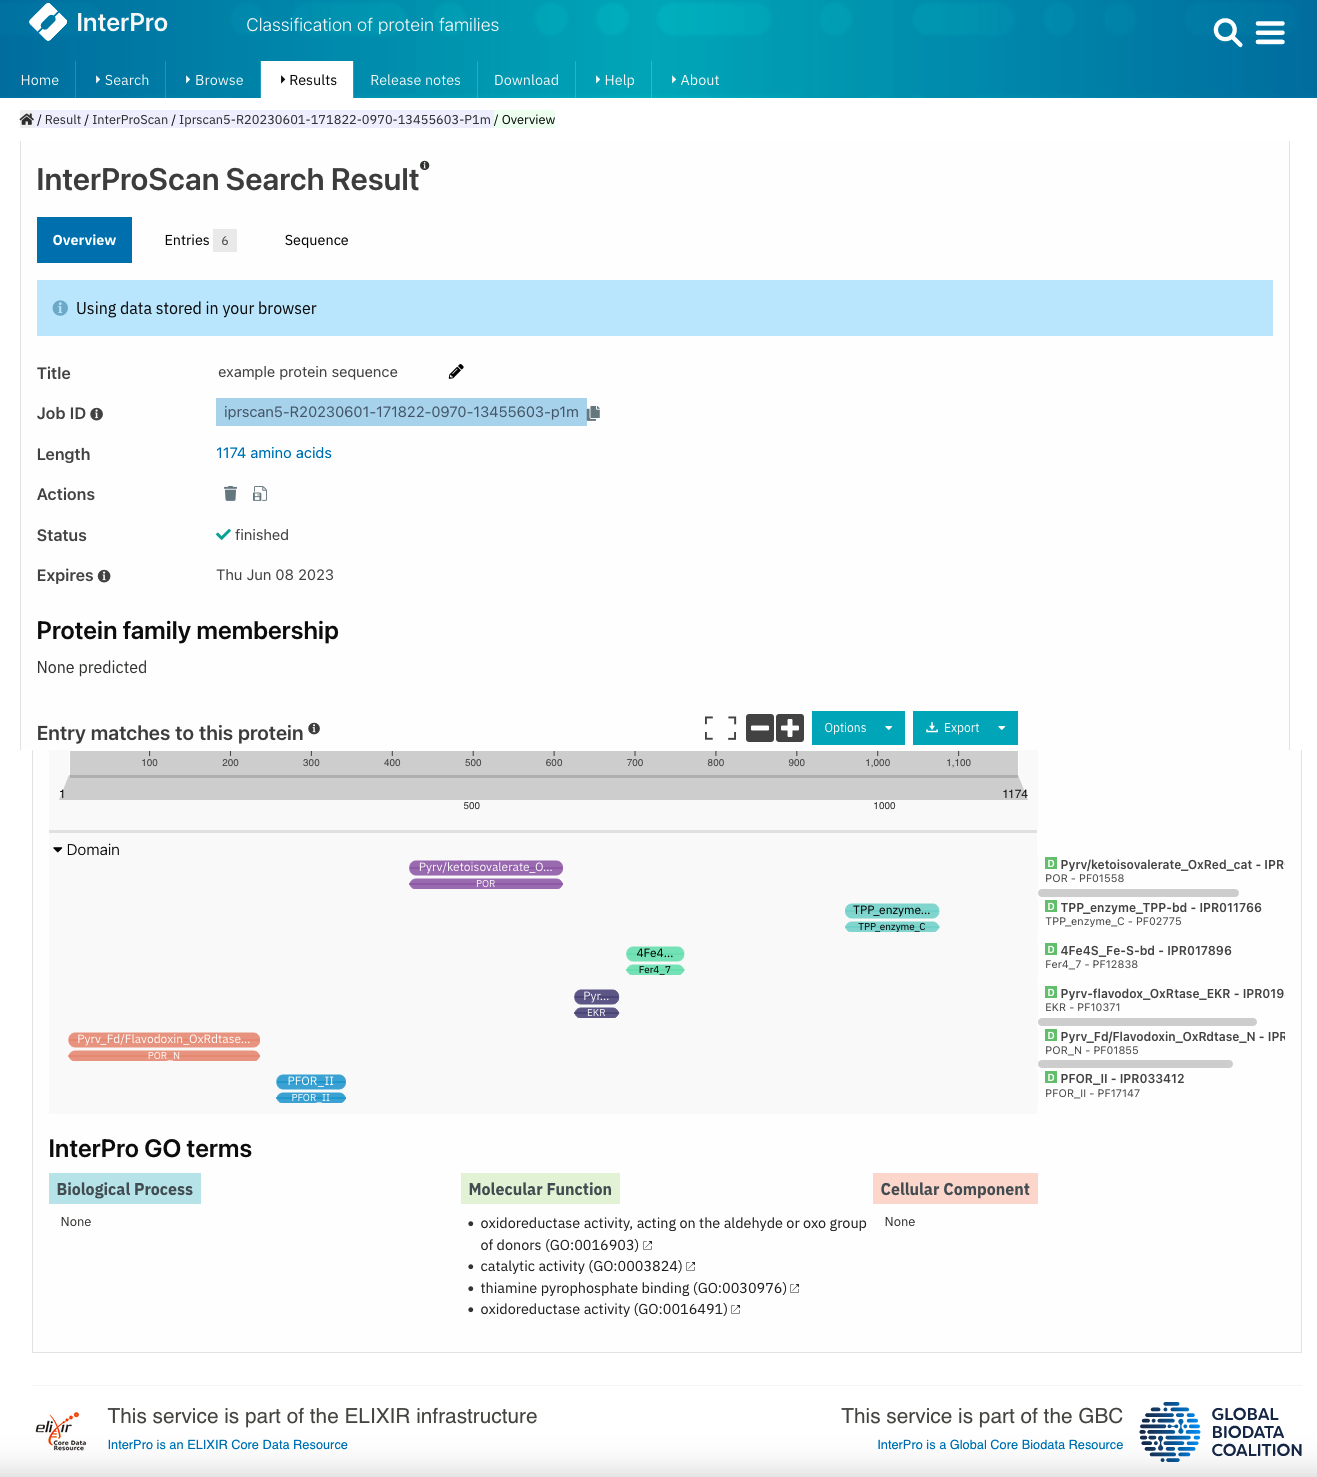 InterPro
Classification of protein families
Home Search Browse Results Release notes Download Help About
/ Result / InterProScan / Iprscan5-R20230601-171822-0970-13455603-P1m / Overview
InterProScan Search Result
Overview Entries 6 Sequence
Using data stored in your browser
Title example protein sequence
Job ID iprscan5-R20230601-171822-0970-13455603-p1m
Length 1174 amino acids
Actions
Status finished
Expires Thu Jun 08 2023
Protein family membership
None predicted
Entry matches to this protein
Options Export
100 200 300 400 500 600 700 800 900 1,000 1,100
1 1174
500 1000
Domain
Pyrv/ketoisovalerate_O... Pyrv/ketoisovalerate_OxRed_cat - IPR
POR POR - PF01558
TPP_enzyme... TPP_enzyme_TPP-bd - IPR011766
TPP_enzyme_C TPP_enzyme_C - PF02775
4Fe4... 4Fe4S_Fe-S-bd - IPR017896
Fer4_7 Fer4_7 - PF12838
Pyr... Pyrv-flavodox_OxRtase_EKR - IPR019
EKR EKR - PF10371
Pyrv_Fd/Flavodoxin_OxRdtase... Pyrv_Fd/Flavodoxin_OxRdtase_N - IPR
POR_N POR_N - PF01855
PFOR_II PFOR_II - IPR033412
PFOR_II PFOR_II - PF17147
InterPro GO terms
Biological Process
None
Molecular Function
• oxidoreductase activity, acting on the aldehyde or oxo group
of donors (GO:0016903)
• catalytic activity (GO:0003824)
• thiamine pyrophosphate binding (GO:0030976)
• oxidoreductase activity (GO:0016491)
Cellular Component
None
elixir
Core Data
Resource
This service is part of the ELIXIR infrastructure
InterPro is an ELIXIR Core Data Resource
This service is part of the GBC
InterPro is a Global Core Biodata Resource
GLOBAL
BIODATA
COALITION